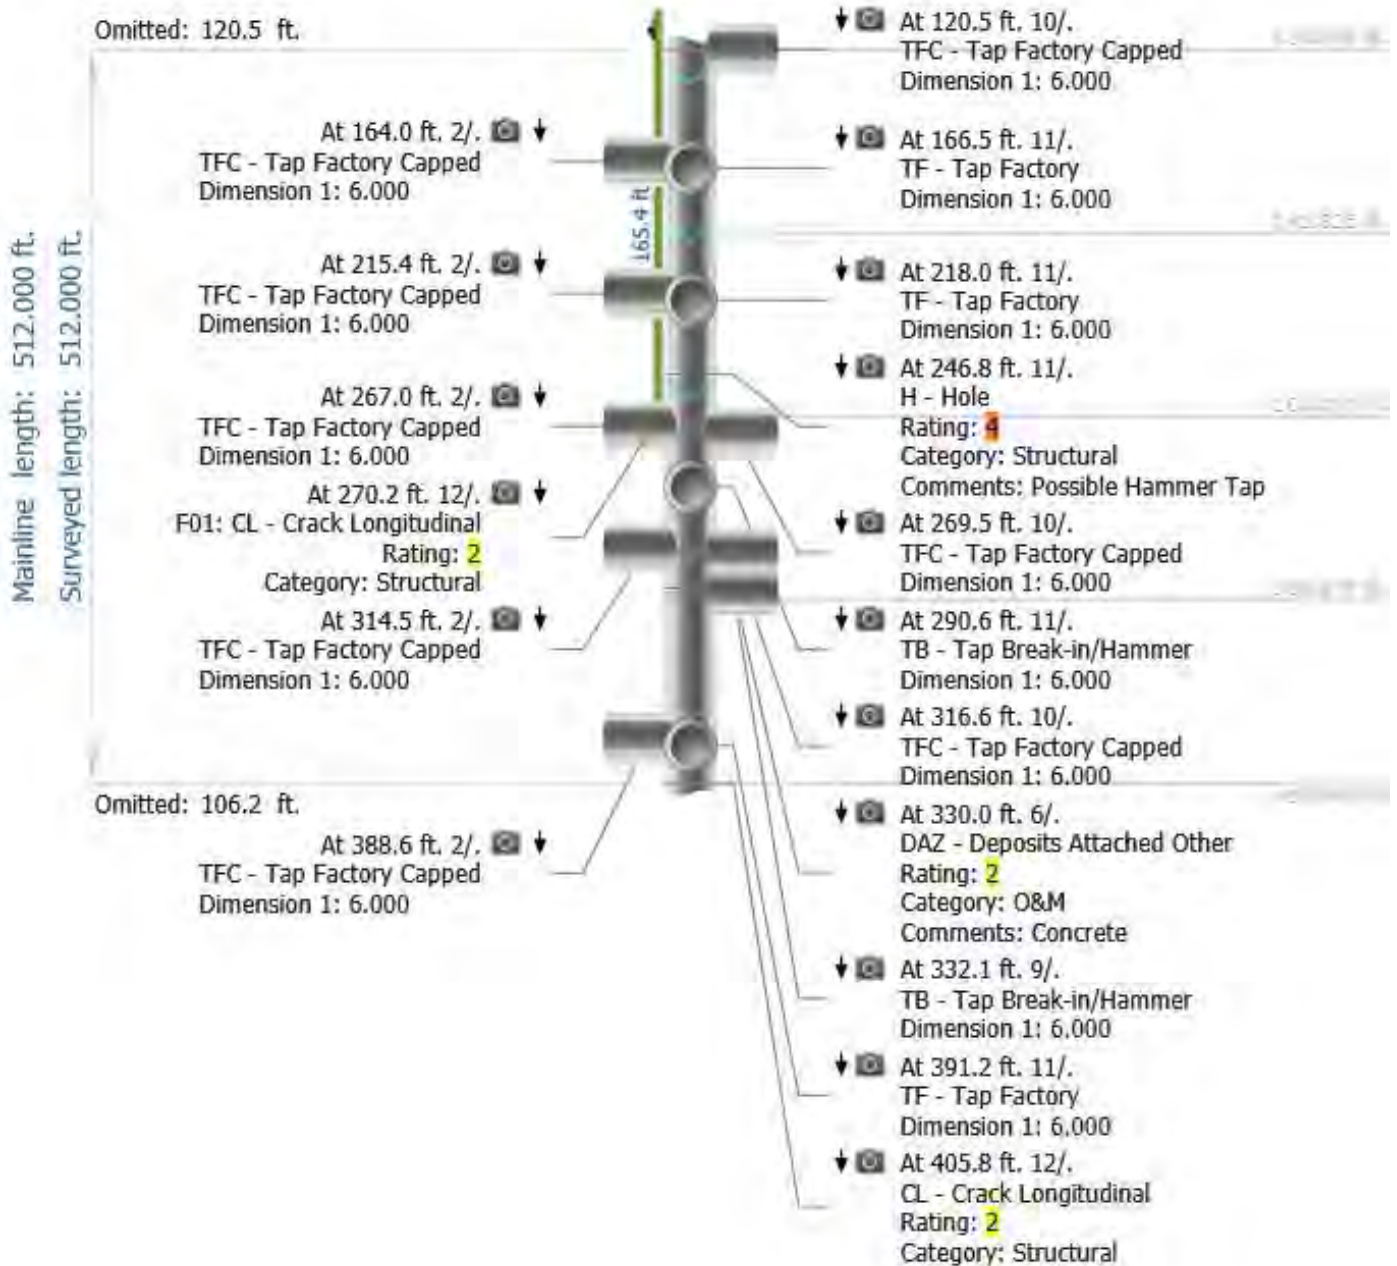 Omitted: 120.5 ft.
Mainline length: 512.000 ft.
Surveyed length: 512.000 ft.
At 164.0 ft. 2/.
TFC - Tap Factory Capped
Dimension 1: 6.000
At 215.4 ft. 2/.
TFC - Tap Factory Capped
Dimension 1: 6.000
At 267.0 ft. 2/.
TFC - Tap Factory Capped
Dimension 1: 6.000
At 270.2 ft. 12/.
F01: CL - Crack Longitudinal
Rating: 2
Category: Structural
At 314.5 ft. 2/.
TFC - Tap Factory Capped
Dimension 1: 6.000
Omitted: 106.2 ft.
At 388.6 ft. 2/.
TFC - Tap Factory Capped
Dimension 1: 6.000
165.4 ft
At 120.5 ft. 10/.
TFC - Tap Factory Capped
Dimension 1: 6.000
At 166.5 ft. 11/.
TF - Tap Factory
Dimension 1: 6.000
At 218.0 ft. 11/.
TF - Tap Factory
Dimension 1: 6.000
At 246.8 ft. 11/.
H - Hole
Rating: 4
Category: Structural
Comments: Possible Hammer Tap
At 269.5 ft. 10/.
TFC - Tap Factory Capped
Dimension 1: 6.000
At 290.6 ft. 11/.
TB - Tap Break-in/Hammer
Dimension 1: 6.000
At 316.6 ft. 10/.
TFC - Tap Factory Capped
Dimension 1: 6.000
At 330.0 ft. 6/.
DAZ - Deposits Attached Other
Rating: 2
Category: O&M
Comments: Concrete
At 332.1 ft. 9/.
TB - Tap Break-in/Hammer
Dimension 1: 6.000
At 391.2 ft. 11/.
TF - Tap Factory
Dimension 1: 6.000
At 405.8 ft. 12/.
CL - Crack Longitudinal
Rating: 2
Category: Structural